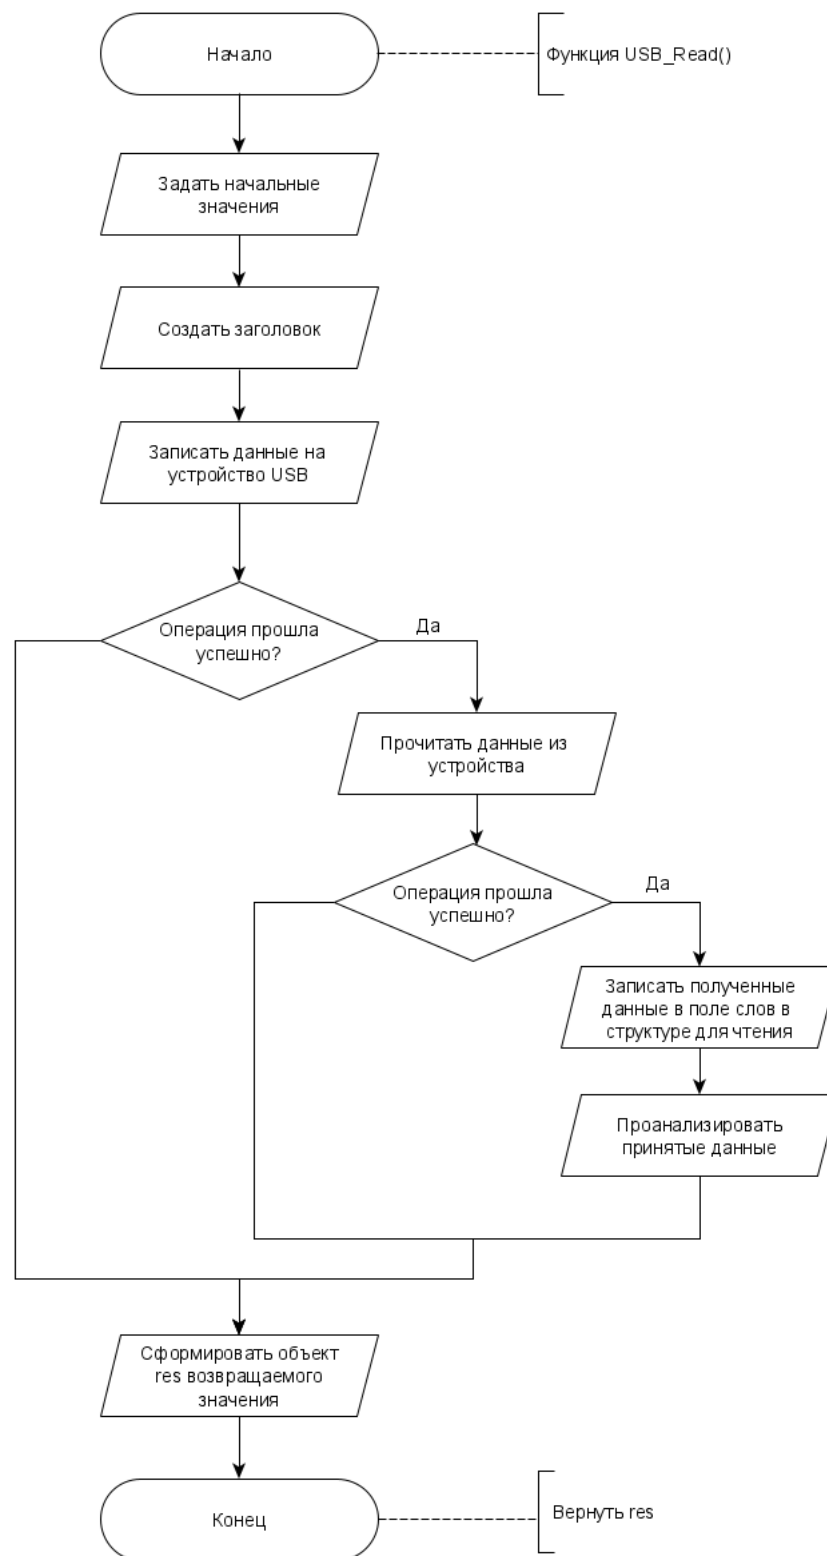 Начало
Функция USB_Read()
Задать начальные
значения
Создать заголовок
Записать данные на
устройство USB
Операция прошла
успешно?
Да
Прочитать данные из
устройства
Операция прошла
успешно?
Да
Записать полученные
данные в поле слов в
структуре для чтения
Проанализировать
принятые данные
Сформировать объект
res возвращаемого
значения
Конец
Вернуть res